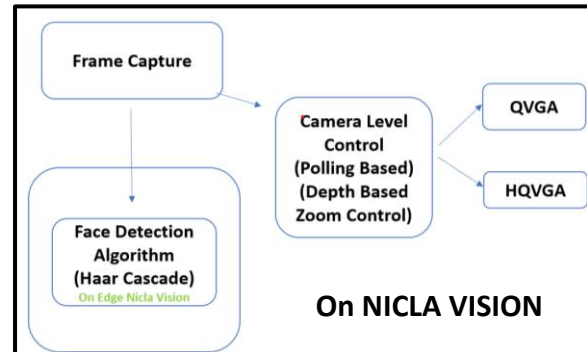 Frame Capture
Camera Level
Control
(Polling Based)
(Depth Based
Zoom Control)
QVGA
HQVGA
Face Detection
Algorithm
(Haar Cascade)
On Edge Nicla Vision
On NICLA VISION